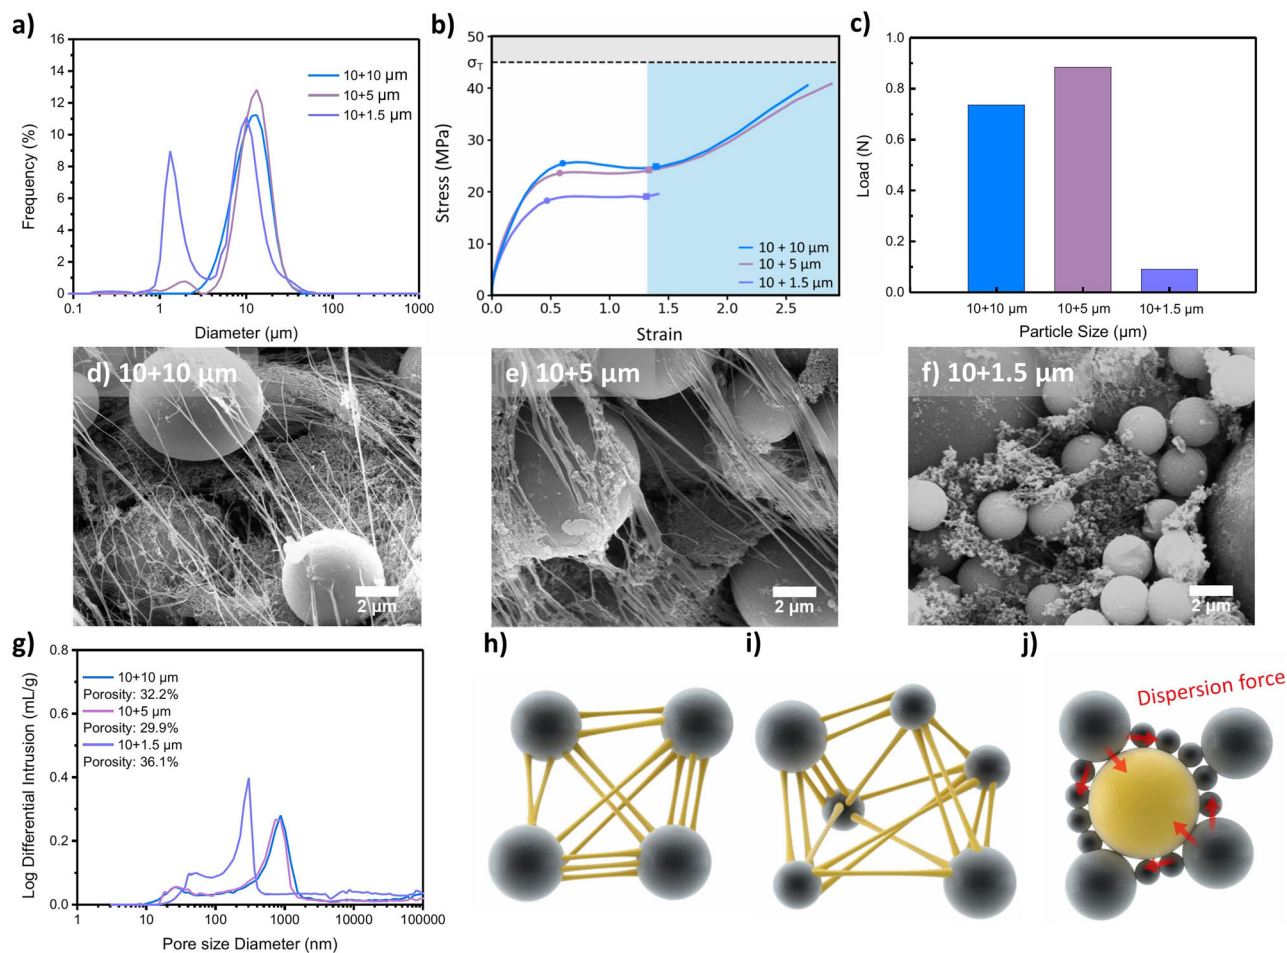 a)
16
14
12
10
8
6
4
2
0
Frequency (%)
10+10 µm
10+5 µm
10+1.5 µm
0.1
1
10
100
1000
Diameter (µm)
b)
50
σT
40
30
20
10
0
Stress (MPa)
10 + 10 µm
10 + 5 µm
10 + 1.5 µm
0.0
0.5
1.0
1.5
2.0
2.5
Strain
c)
1.0
0.8
0.6
0.4
0.2
0.0
Load (N)
10+10 µm
10+5 µm
10+1.5 µm
Particle Size (µm)
d) 10+10 µm
2 µm
e) 10+5 µm
2 µm
f) 10+1.5 µm
2 µm
g)
0.8
0.6
0.4
0.2
0.0
Log Differential Intrusion (mL/g)
10+10 µm
Porosity: 32.2%
10+5 µm
Porosity: 29.9%
10+1.5 µm
Porosity: 36.1%
1
10
100
1000
10000
100000
Pore size Diameter (nm)
h)
i)
j)
Dispersion force